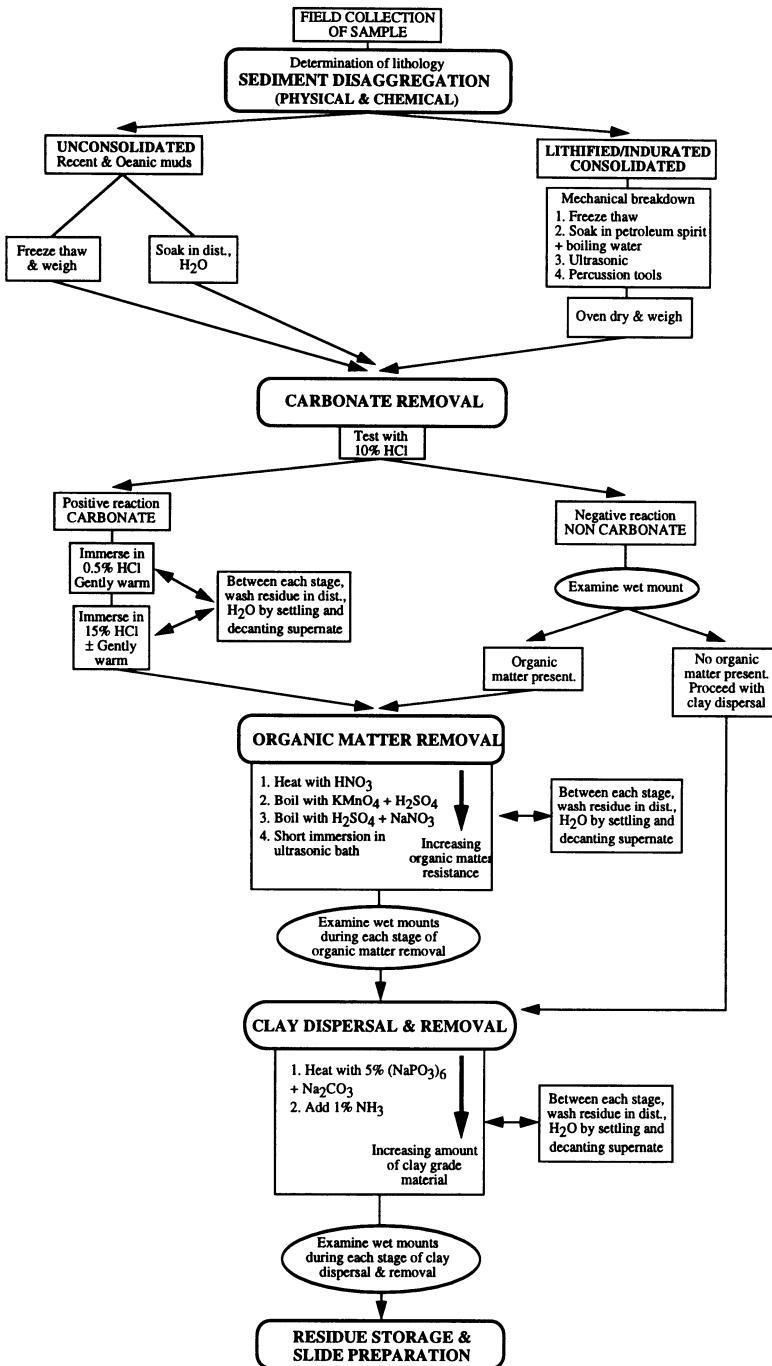 FIELD COLLECTION
OF SAMPLE
Determination of lithology
SEDIMENT DISAGGREGATION
(PHYSICAL & CHEMICAL)
UNCONSOLIDATED
Recent & Oeanic muds
LITHIFIED/INDURATED
CONSOLIDATED
Mechanical breakdown
1. Freeze thaw
2. Soak in petroleum spirit
+ boiling water
3. Ultrasonic
4. Percussion tools
Freeze thaw
& weigh
Soak in dist.,
H2O
Oven dry & weigh
CARBONATE REMOVAL
Test with
10% HCl
Positive reaction
CARBONATE
Negative reaction
NON CARBONATE
Immerse in
0.5% HCl
Gently warm
Between each stage,
wash residue in dist.,
H2O by settling and
decanting supernate
Examine wet mount
Immerse in
15% HCl
± Gently
warm
Organic
matter present.
No organic
matter present.
Proceed with
clay dispersal
ORGANIC MATTER REMOVAL
1. Heat with HNO3
2. Boil with KMnO4 + H2SO4
3. Boil with H2SO4 + NaNO3
4. Short immersion in
ultrasonic bath
Increasing
organic matter
resistance
Between each stage,
wash residue in dist.,
H2O by settling and
decanting supernate
Examine wet mounts
during each stage of
organic matter removal
CLAY DISPERSAL & REMOVAL
1. Heat with 5% (NaPO3)6
+ Na2CO3
2. Add 1% NH3
Increasing amount
of clay grade
material
Between each stage,
wash residue in dist.,
H2O by settling and
decanting supernate
Examine wet mounts
during each stage of clay
dispersal & removal
RESIDUE STORAGE &
SLIDE PREPARATION